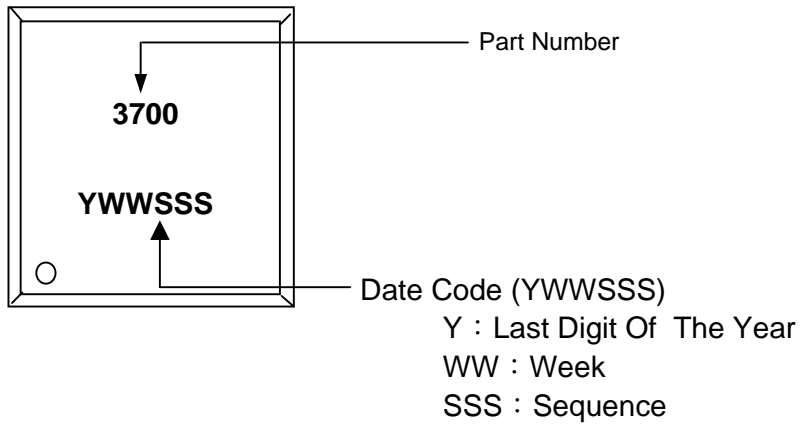 Part Number
3700
YWWSSS
Date Code (YWWSSS)
Y：Last Digit Of The Year
WW：Week
SSS：Sequence